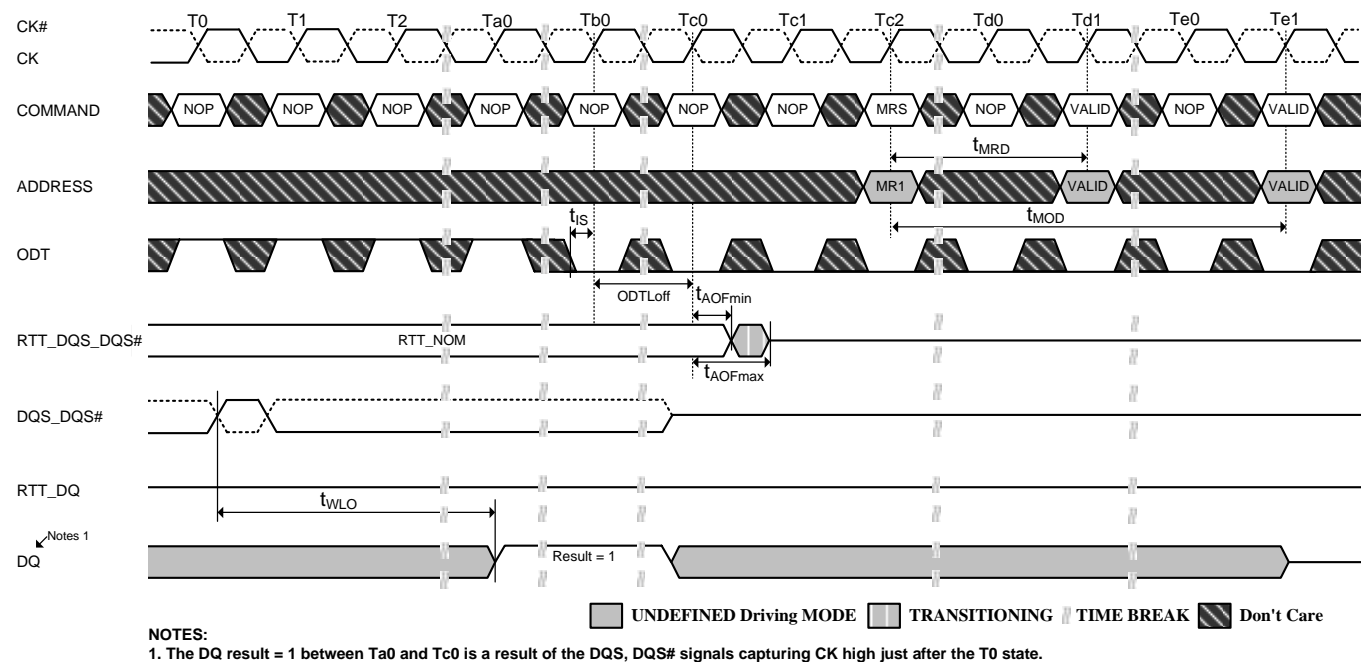 CK# T0 T1 T2 Ta0 Tb0 Tc0 Tc1 Tc2 Td0 Td1 Te0 Te1
CK
COMMAND NOP NOP NOP NOP NOP NOP NOP MRS NOP VALID NOP VALID
tMRD
ADDRESS MR1 VALID VALID
tIS tMOD
ODT
ODTLoff tAOFmin
RTT_DQS_DQS# RTT_NOM
tAOFmax
DQS_DQS#
RTT_DQ
tWLO
Notes 1
DQ Result = 1
UNDEFINED Driving MODE TRANSITIONING TIME BREAK Don't Care
NOTES:
1. The DQ result = 1 between Ta0 and Tc0 is a result of the DQS, DQS# signals capturing CK high just after the T0 state.